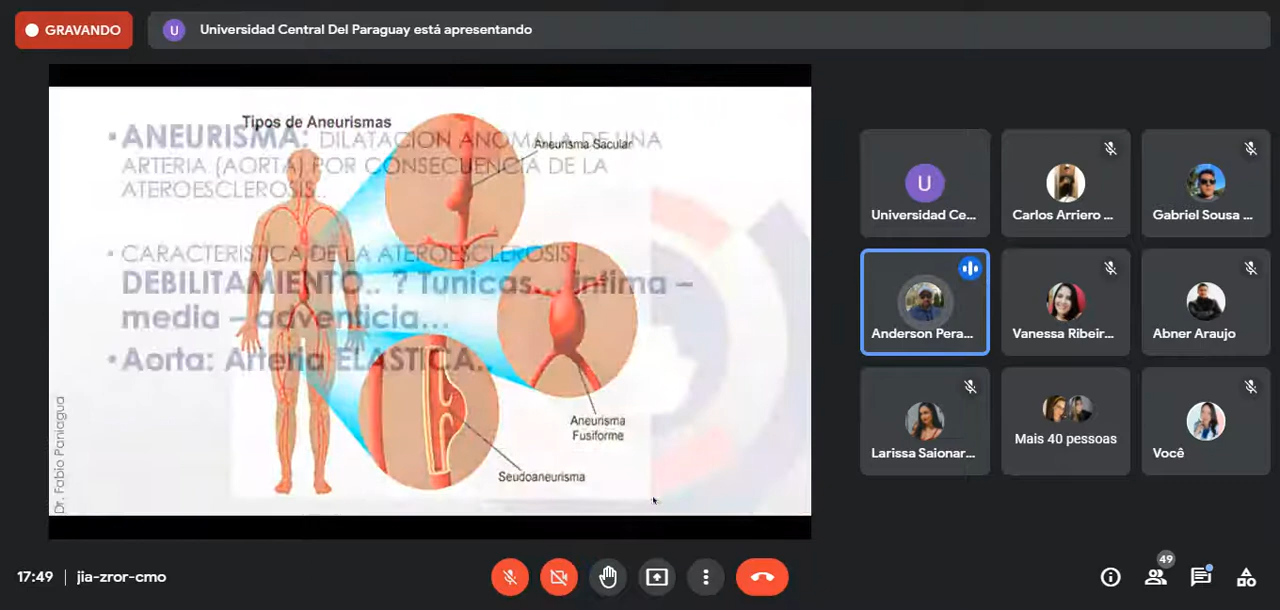 GRAVANDO
U
Universidad Central Del Paraguay está apresentando
Tipos de Aneurismas
▪ ANEURISMA: DILATACION ANOMALA DE UNA
ARTERIA (AORTA) POR CONSECUENCIA DE LA
ATEROESCLEROSIS..
Aneurisma Sacular
▪ CARACTERISTICA DE LA ATEROESCLEROSIS..
DEBILITAMIENTO.. ? Tunicas... intima –
media – adventicia...
▪ Aorta: Arteria ELASTICA..
Aneurisma
Fusiforme
Seudoaneurisma
Dr. Fabio Paniagua
U
Universidad Ce...
Carlos Arriero ...
Gabriel Sousa ...
Anderson Pera...
Vanessa Ribeir...
Abner Araujo
Larissa Saionar...
Mais 40 pessoas
Você
17:49 | jia-zror-cmo
49